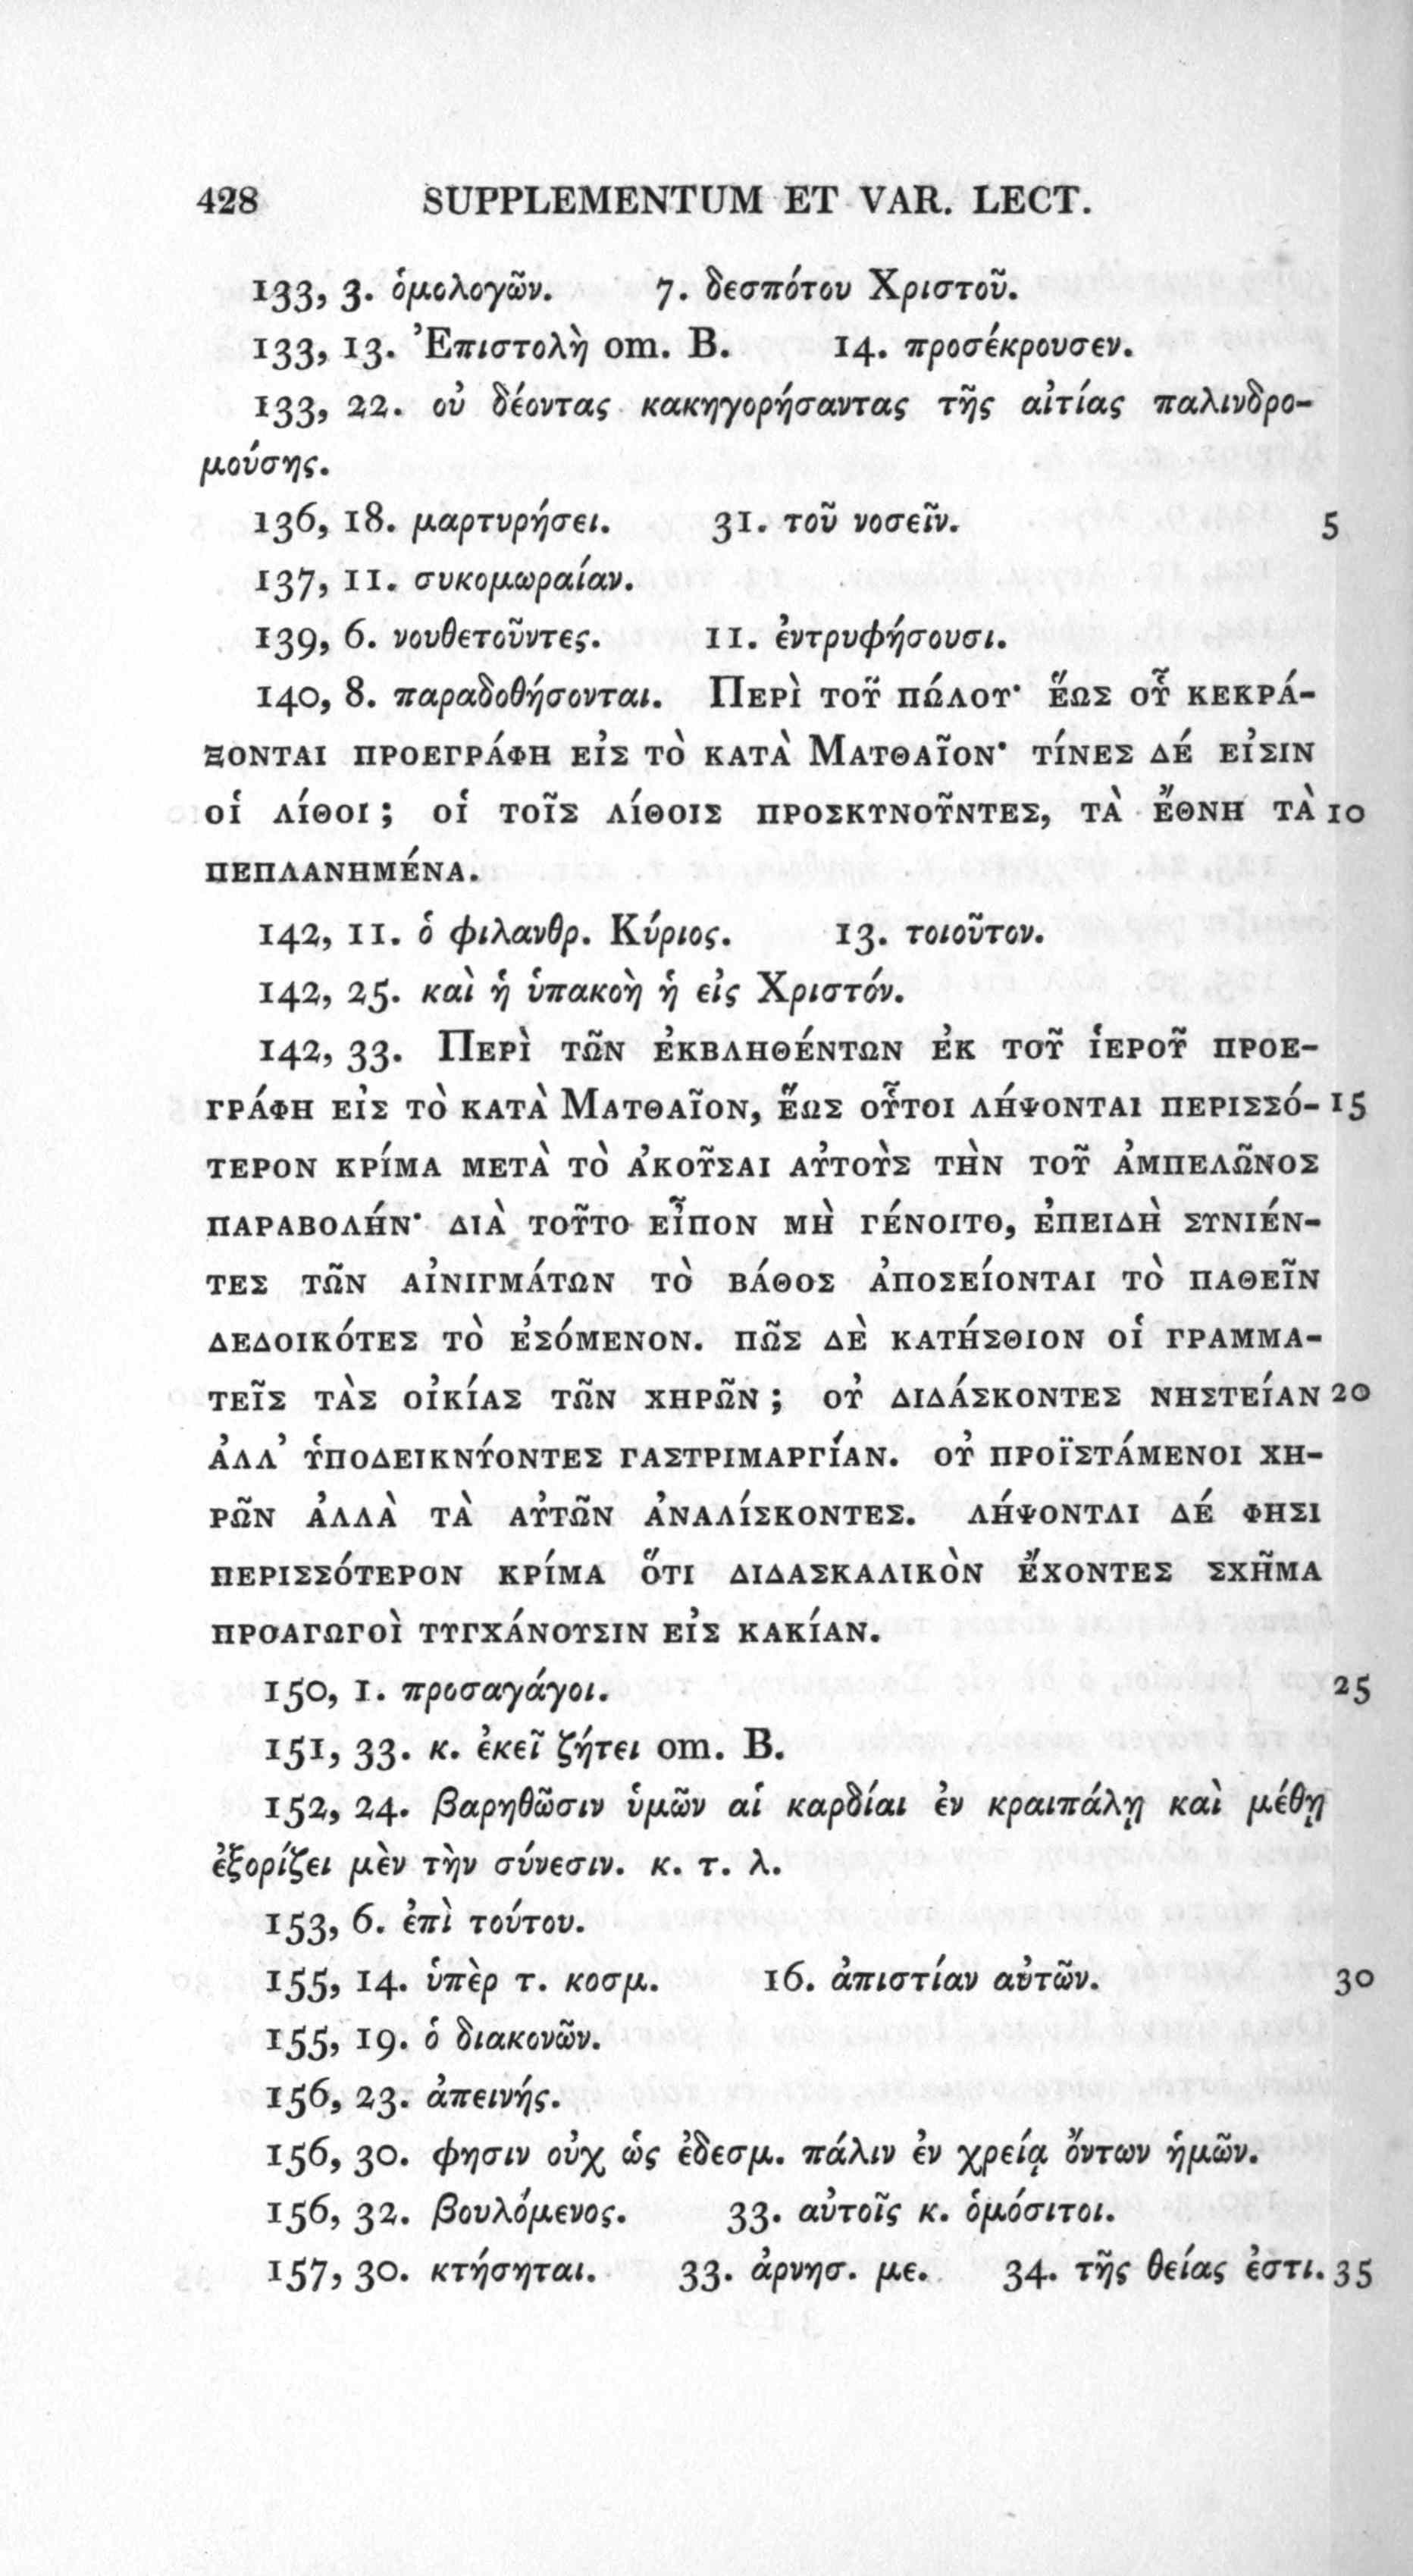 428 SUPPLEMENTUM ET VAR. LECT.
133, 3. ὁμολογῶν. 7. δεσπότου Χριστοῦ.
133, 13. Ἐπιστολὴ om. B. 14. προσέκρουσεν.
133, 22. οὐ δέοντας κακηγορήσαντας τῆς αἰτίας παλινδρο-
μούσης.
136, 18. μαρτυρήσει. 31. τοῦ νοσεῖν. 5
137, 11. συκομωραίαν.
139, 6. νουθετοῦντες. 11. ἐντρυφήσουσι.
140, 8. παραδοθήσονται. Περὶ τοῦ πώλου· ἕως οὗ κεκρά-
ξονται προεγράφη εἰς τὸ κατὰ Ματθαῖον· τίνες δέ εἰσιν
οἱ λίθοι; οἱ τοῖς λίθοις προσκυνοῦντες, τὰ ἔθνη τὰ 10
πεπλανημένα.
142, 11. ὁ φιλανθρ. Κύριος. 13. τοιοῦτον.
142, 25. καὶ ἡ ὑπακοὴ ἡ εἰς Χριστόν.
142, 33. Περὶ τῶν ἐκβληθέντων ἐκ τοῦ ἱεροῦ προε-
γράφη εἰς τὸ κατὰ Ματθαῖον, ἕως οὗτοι λήψονται περισσό- 15
τερον κρίμα μετὰ τὸ ἀκοῦσαι αὐτοὺς τὴν τοῦ ἀμπελῶνος
παραβολήν· διὰ τοῦτο εἶπον μὴ γένοιτο, ἐπειδὴ συνιέν-
τες τῶν αἰνιγμάτων τὸ βάθος ἀποσείονται τὸ παθεῖν
δεδοικότες τὸ ἐσόμενον. πῶς δὲ κατήσθιον οἱ γραμμα-
τεῖς τὰς οἰκίας τῶν χηρῶν; οὐ διδάσκοντες νηστείαν 20
ἀλλ’ ὑποδεικνύοντες γαστριμαργίαν. οὐ προϊστάμενοι χη-
ρῶν ἀλλὰ τὰ αὐτῶν ἀναλίσκοντες. λήψονται δέ φησι
περισσότερον κρίμα ὅτι διδασκαλικὸν ἔχοντες σχῆμα
προαγωγοὶ τυγχάνουσιν εἰς κακίαν.
150, 1. προσαγάγοι. 25
151, 33. κ. ἐκεῖ ζήτει om. B.
152, 24. βαρηθῶσιν ὑμῶν αἱ καρδίαι ἐν κραιπάλῃ καὶ μέθῃ
ἐξορίζει μὲν τὴν σύνεσιν. κ. τ. λ.
153, 6. ἐπὶ τούτου.
155, 14. ὑπὲρ τ. κοσμ. 16. ἀπιστίαν αὐτῶν. 30
155, 19. ὁ διακονῶν.
156, 23. ἀπεινής.
156, 30. φησιν οὐχ ὡς ἐδεσμ. πάλιν ἐν χρείᾳ ὄντων ἡμῶν.
156, 32. βουλόμενος. 33. αὐτοῖς κ. ὁμόσιτοι.
157, 30. κτήσηται. 33. ἀρνησ. με. 34. τῆς θείας ἐστι. 35